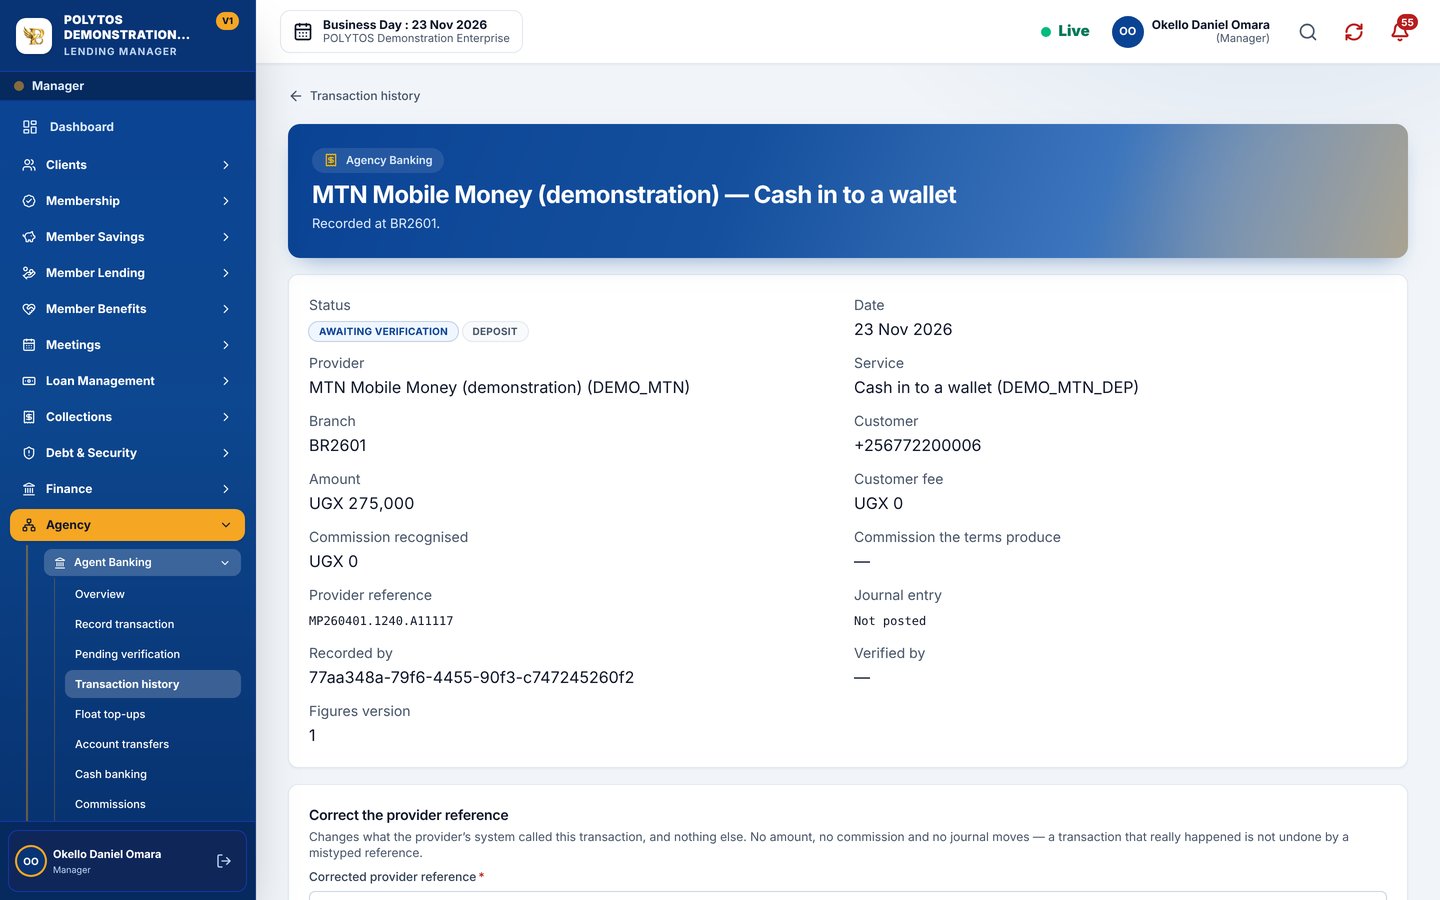 POLYTOS
DEMONSTRATION...
LENDING MANAGER
V1
Manager
Dashboard
Clients
Membership
Member Savings
Member Lending
Member Benefits
Meetings
Loan Management
Collections
Debt & Security
Finance
Agency
Agent Banking
Overview
Record transaction
Pending verification
Transaction history
Float top-ups
Account transfers
Cash banking
Commissions
OO
Okello Daniel Omara
Manager
Business Day : 23 Nov 2026
POLYTOS Demonstration Enterprise
Live
OO
Okello Daniel Omara
(Manager)
55
Transaction history
Agency Banking
MTN Mobile Money (demonstration) — Cash in to a wallet
Recorded at BR2601.
Status
AWAITING VERIFICATION DEPOSIT
Date
23 Nov 2026
Provider
MTN Mobile Money (demonstration) (DEMO_MTN)
Service
Cash in to a wallet (DEMO_MTN_DEP)
Branch
BR2601
Customer
+256772200006
Amount
UGX 275,000
Customer fee
UGX 0
Commission recognised
UGX 0
Commission the terms produce
—
Provider reference
MP260401.1240.A11117
Journal entry
Not posted
Recorded by
77aa348a-79f6-4455-90f3-c747245260f2
Verified by
—
Figures version
1
Correct the provider reference
Changes what the provider's system called this transaction, and nothing else. No amount, no commission and no journal moves — a transaction that really happened is not undone by a
mistyped reference.
Corrected provider reference *